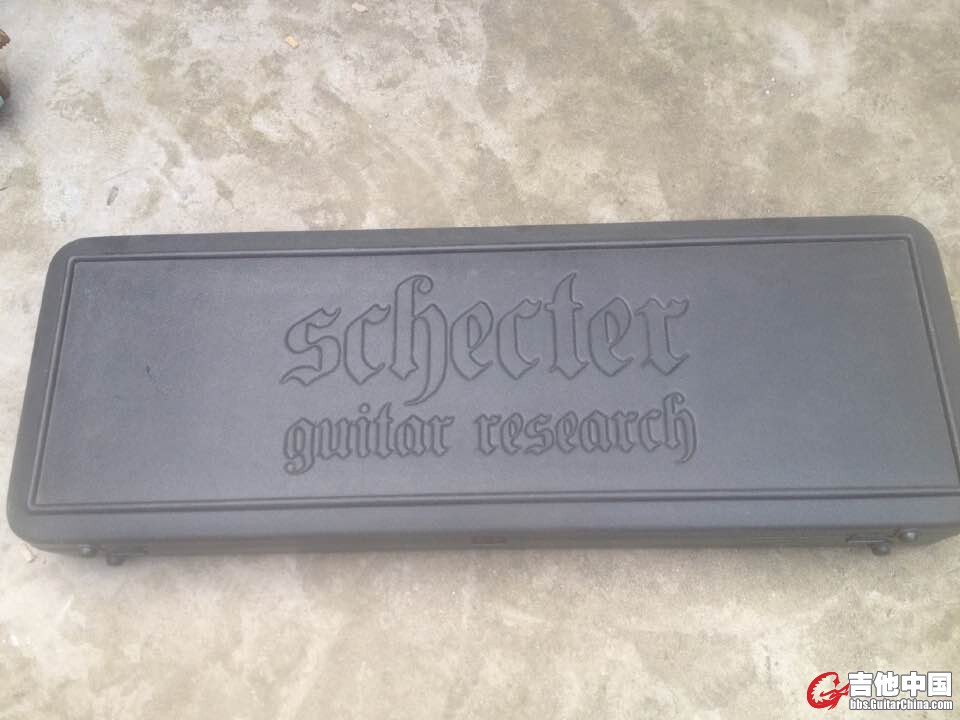 schecter
guitar research
吉他中国
bbs.GuitarChina.com